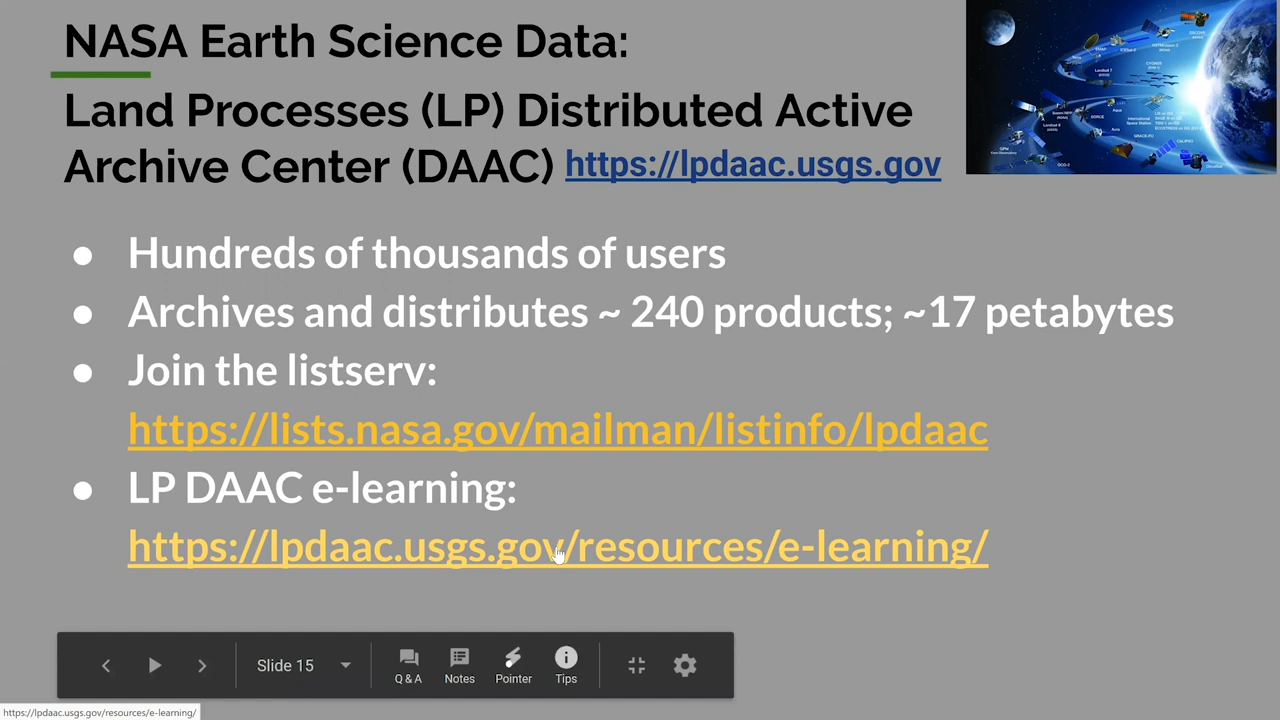 NASA Earth Science Data:
Land Processes (LP) Distributed Active
Archive Center (DAAC) https://lpdaac.usgs.gov
● Hundreds of thousands of users
● Archives and distributes ~ 240 products; ~17 petabytes
● Join the listserv:
https://lists.nasa.gov/mailman/listinfo/lpdaac
● LP DAAC e-learning:
https://lpdaac.usgs.gov/resources/e-learning/
Slide 15
Q & A Notes Pointer Tips
https://lpdaac.usgs.gov/resources/e-learning/